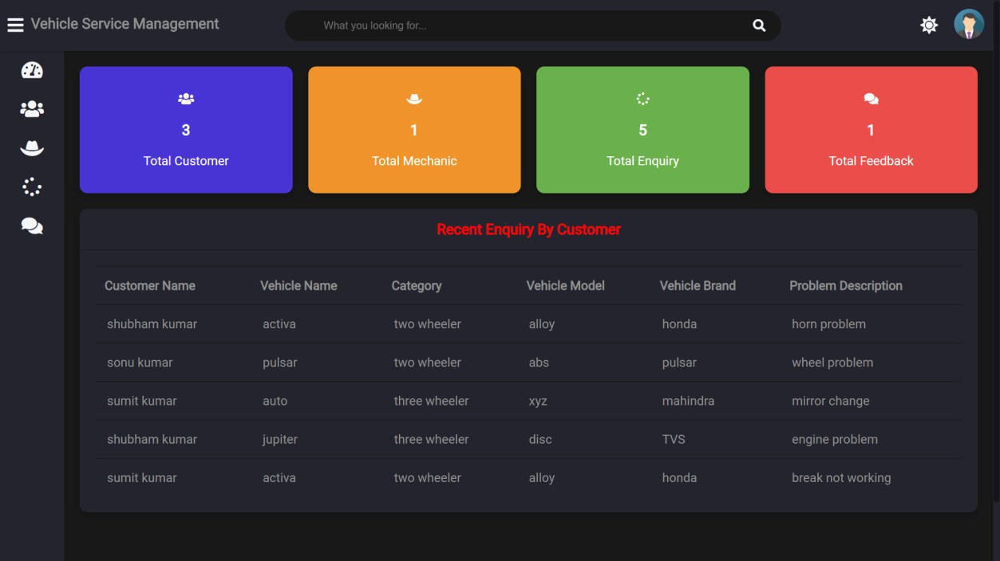 Vehicle Service Management
What you looking for...
3 1 5 1
Total Customer Total Mechanic Total Enquiry Total Feedback
Recent Enquiry By Customer
Customer Name Vehicle Name Category Vehicle Model Vehicle Brand Problem Description
shubham kumar activa two wheeler alloy honda horn problem
sonu kumar pulsar two wheeler abs pulsar wheel problem
sumit kumar auto three wheeler xyz mahindra mirror change
shubham kumar jupiter three wheeler disc TVS engine problem
sumit kumar activa two wheeler alloy honda break not working